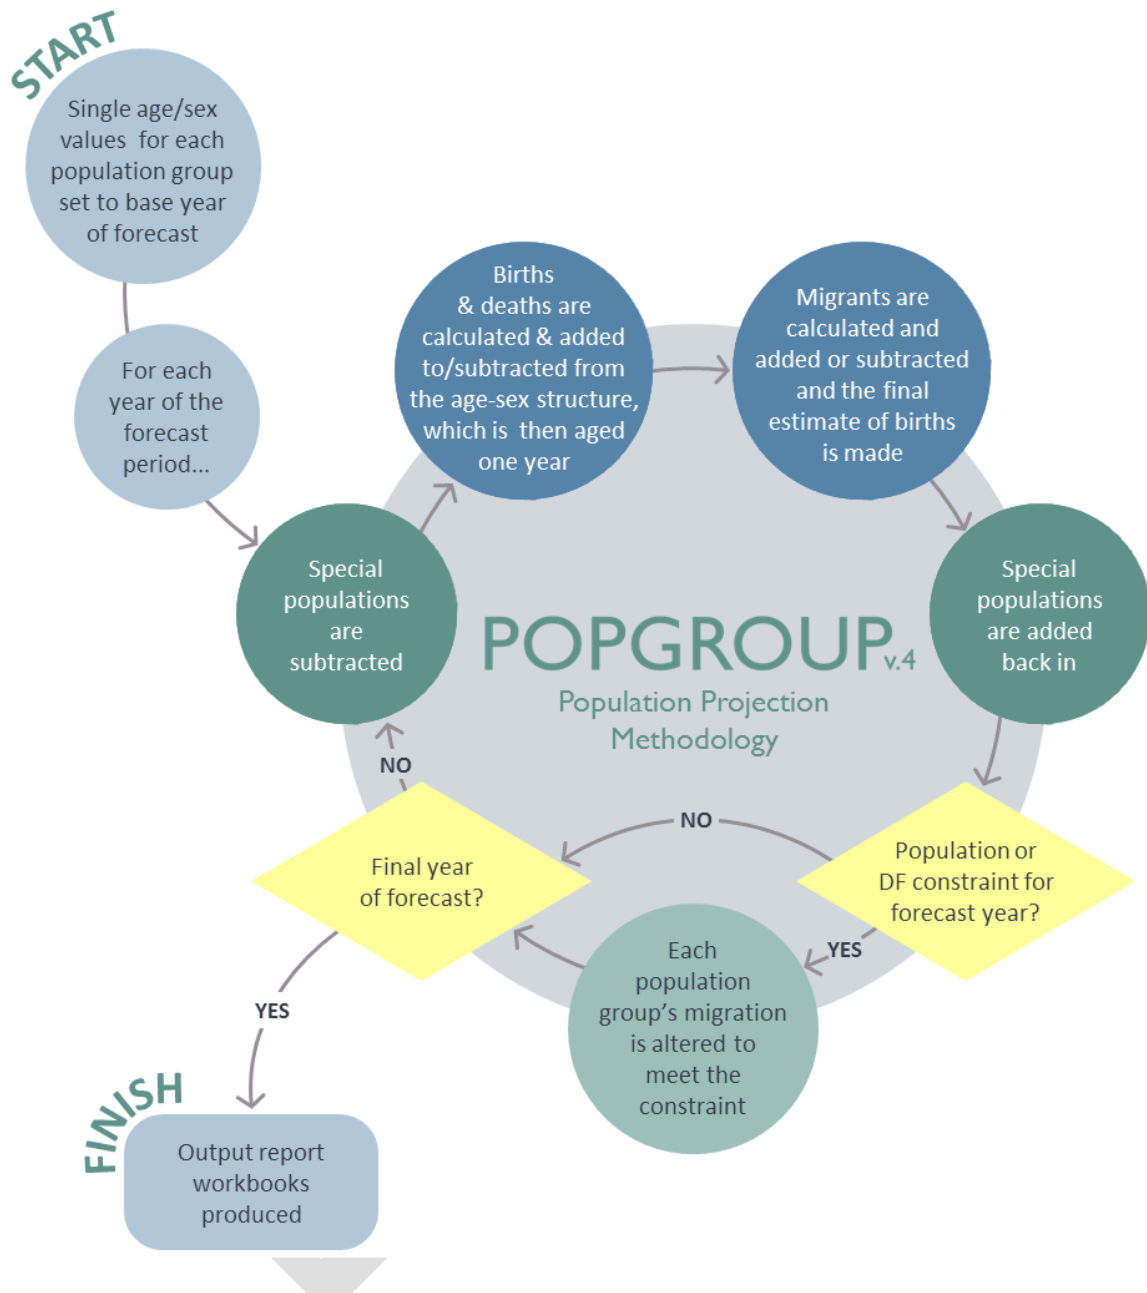 START
Single age/sex
values for each
population group
set to base year
of forecast
For each
year of the
forecast
period...
Special
populations
are
subtracted
Births
& deaths are
calculated & added
to/subtracted from
the age-sex structure,
which is then aged
one year
Migrants are
calculated and
added or subtracted
and the final
estimate of births
is made
Special
populations
are added
back in
POPGROUP v.4
Population Projection
Methodology
Population or
DF constraint for
forecast year?
NO
YES
Each
population
group's migration
is altered to
meet the
constraint
Final year
of forecast?
NO
YES
FINISH
Output report
workbooks
produced